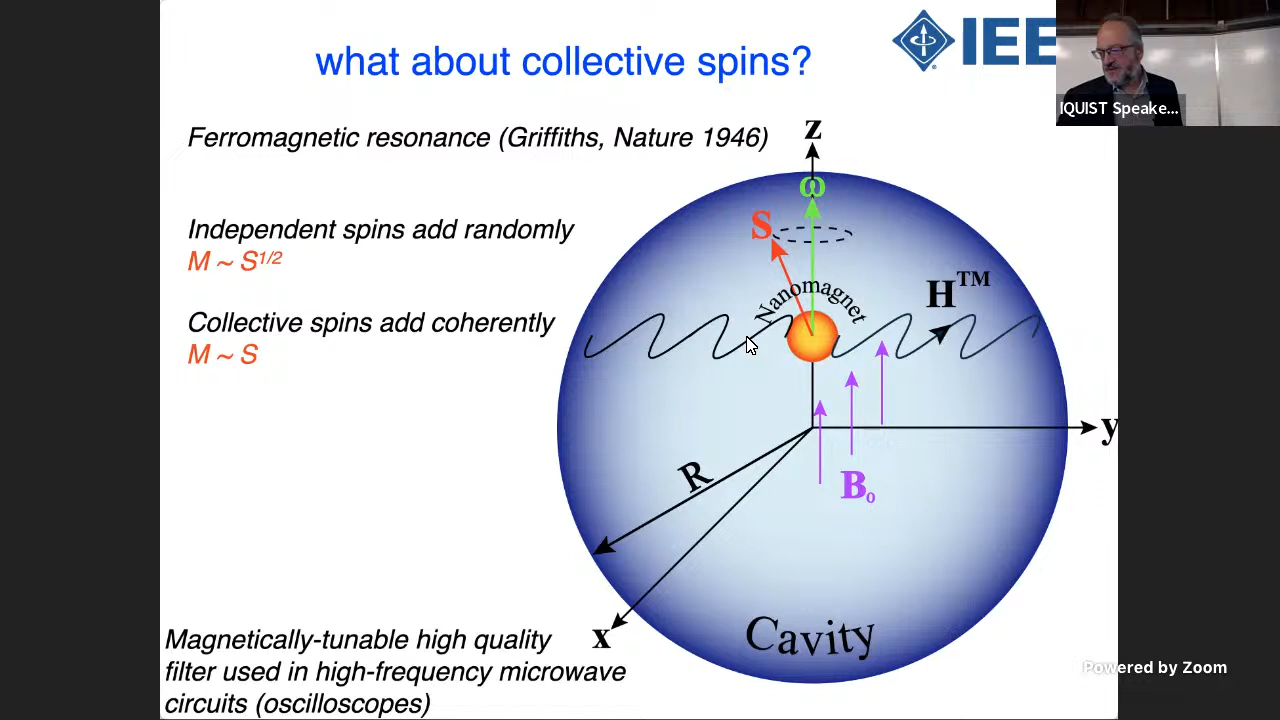 what about collective spins?
IEE
IQUIST Speake...
Ferromagnetic resonance (Griffiths, Nature 1946)
z
ω
Independent spins add randomly
M ~ S1/2
S
Nanomagnet
HTM
Collective spins add coherently
M ~ S
y
R
B0
Cavity
x
Magnetically-tunable high quality
filter used in high-frequency microwave
circuits (oscilloscopes)
Powered by Zoom